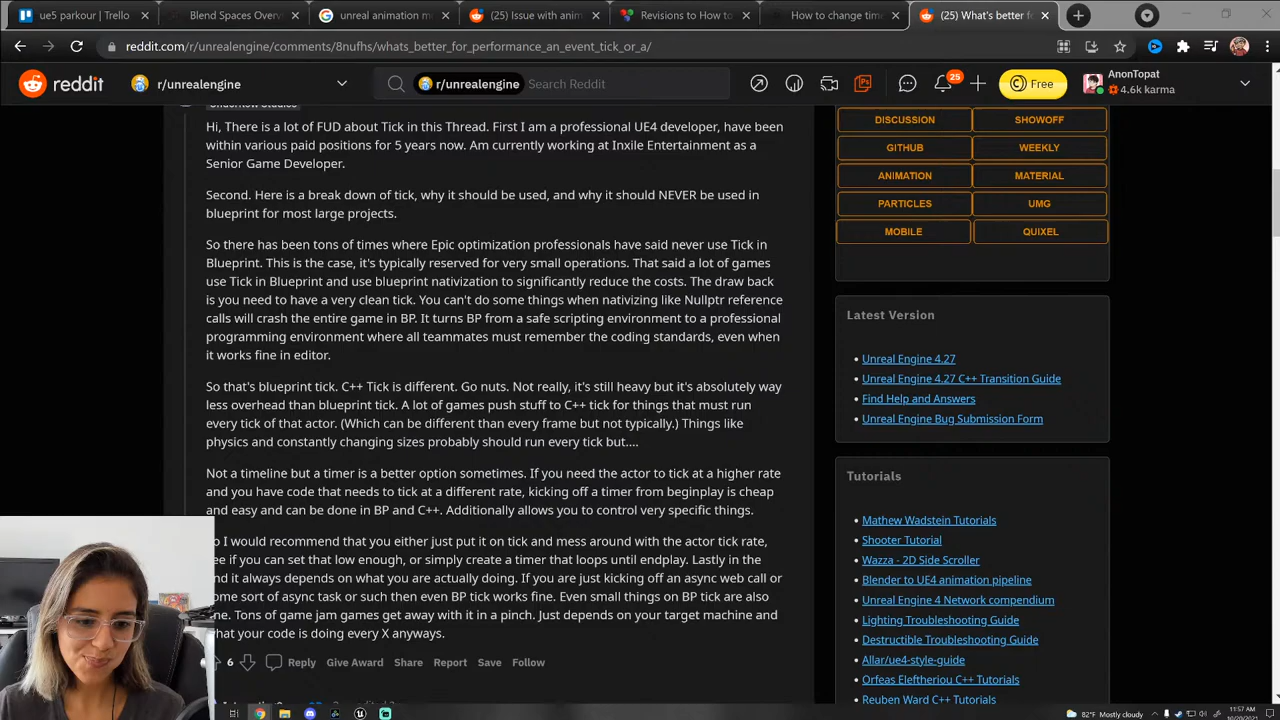 ue5 parkour | Trello
Blend Spaces Overv
unreal animation m
(25) Issue with anim
Revisions to How to
How to change time
(25) What's better fo
reddit.com/r/unrealengine/comments/8nufhs/whats_better_for_performance_an_event_tick_or_a/
reddit
r/unrealengine
r/unrealengine
Search Reddit
25
Free
AnonTopat
4.6k karma
Hi, There is a lot of FUD about Tick in this Thread. First I am a professional UE4 developer, have been
within various paid positions for 5 years now. Am currently working at Inxile Entertainment as a
Senior Game Developer.
Second. Here is a break down of tick, why it should be used, and why it should NEVER be used in
blueprint for most large projects.
So there has been tons of times where Epic optimization professionals have said never use Tick in
Blueprint. This is the case, it's typically reserved for very small operations. That said a lot of games
use Tick in Blueprint and use blueprint nativization to significantly reduce the costs. The draw back
is you need to have a very clean tick. You can't do some things when nativizing like Nullptr reference
calls will crash the entire game in BP. It turns BP from a safe scripting environment to a professional
programming environment where all teammates must remember the coding standards, even when
it works fine in editor.
So that's blueprint tick. C++ Tick is different. Go nuts. Not really, it's still heavy but it's absolutely way
less overhead than blueprint tick. A lot of games push stuff to C++ tick for things that must run
every tick of that actor. (Which can be different than every frame but not typically.) Things like
physics and constantly changing sizes probably should run every tick but....
Not a timeline but a timer is a better option sometimes. If you need the actor to tick at a higher rate
and you have code that needs to tick at a different rate, kicking off a timer from beginplay is cheap
and easy and can be done in BP and C++. Additionally allows you to control very specific things.
o I would recommend that you either just put it on tick and mess around with the actor tick rate,
ee if you can set that low enough, or simply create a timer that loops until endplay. Lastly in the
nd it always depends on what you are actually doing. If you are just kicking off an async web call or
ome sort of async task or such then even BP tick works fine. Even small things on BP tick are also
ne. Tons of game jam games get away with it in a pinch. Just depends on your target machine and
hat your code is doing every X anyways.
6
Reply
Give Award
Share
Report
Save
Follow
DISCUSSION
SHOWOFF
GITHUB
WEEKLY
ANIMATION
MATERIAL
PARTICLES
UMG
MOBILE
QUIXEL
Latest Version
Unreal Engine 4.27
Unreal Engine 4.27 C++ Transition Guide
Find Help and Answers
Unreal Engine Bug Submission Form
Tutorials
Mathew Wadstein Tutorials
Shooter Tutorial
Wazza - 2D Side Scroller
Blender to UE4 animation pipeline
Unreal Engine 4 Network compendium
Lighting Troubleshooting Guide
Destructible Troubleshooting Guide
Allar/ue4-style-guide
Orfeas Eleftheriou C++ Tutorials
Reuben Ward C++ Tutorials
82°F Mostly cloudy
11:57 AM
10/20/2021